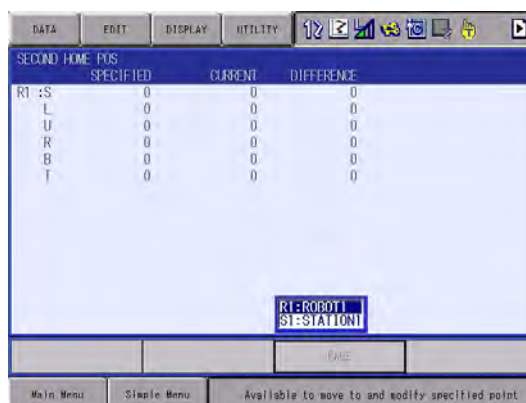 DATA EDIT DISPLAY UTILITY
SECOND HOME POS
SPECIFIED CURRENT DIFFERENCE
R1 :S 0 0 0
L 0 0 0
U 0 0 0
R 0 0 0
B 0 0 0
T 0 0 0
R1:ROBOT1
S1:STATION1
PAGE
Main Menu Simple Menu Available to move to and modify specified point